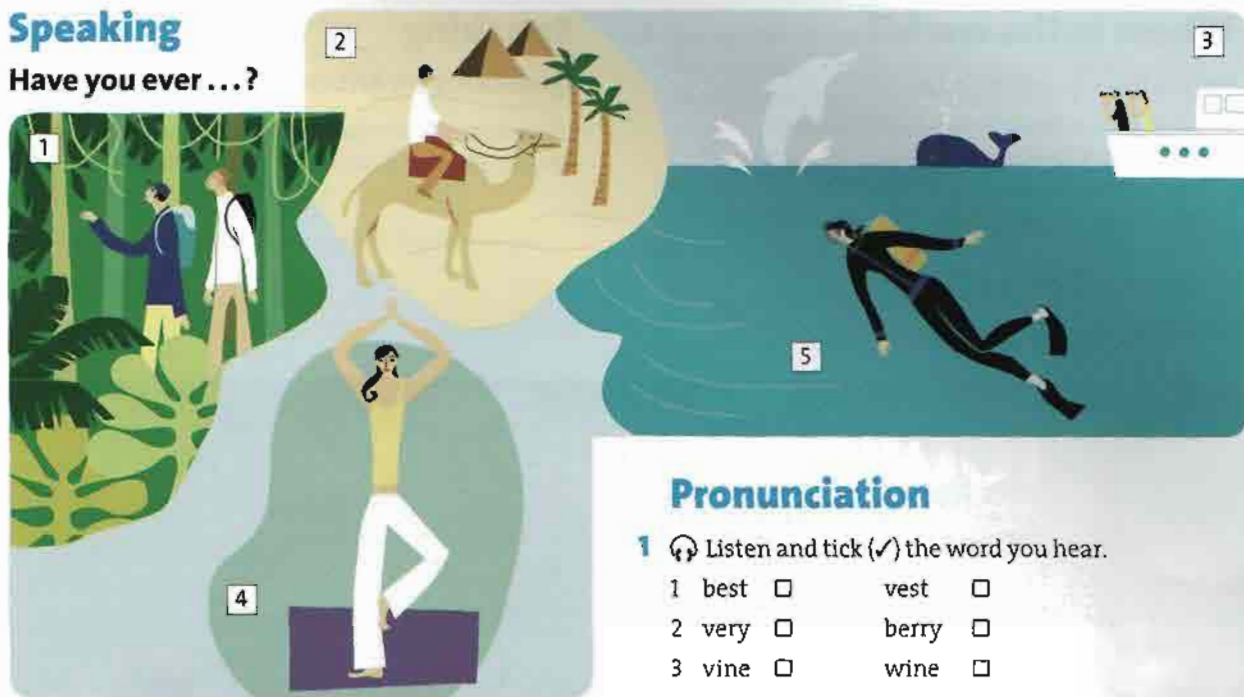 Speaking
Have you ever ...?
1
2
3
4
5
Pronunciation
1 Listen and tick (✓) the word you hear.
1 best □ vest □
2 very □ berry □
3 vine □ wine □